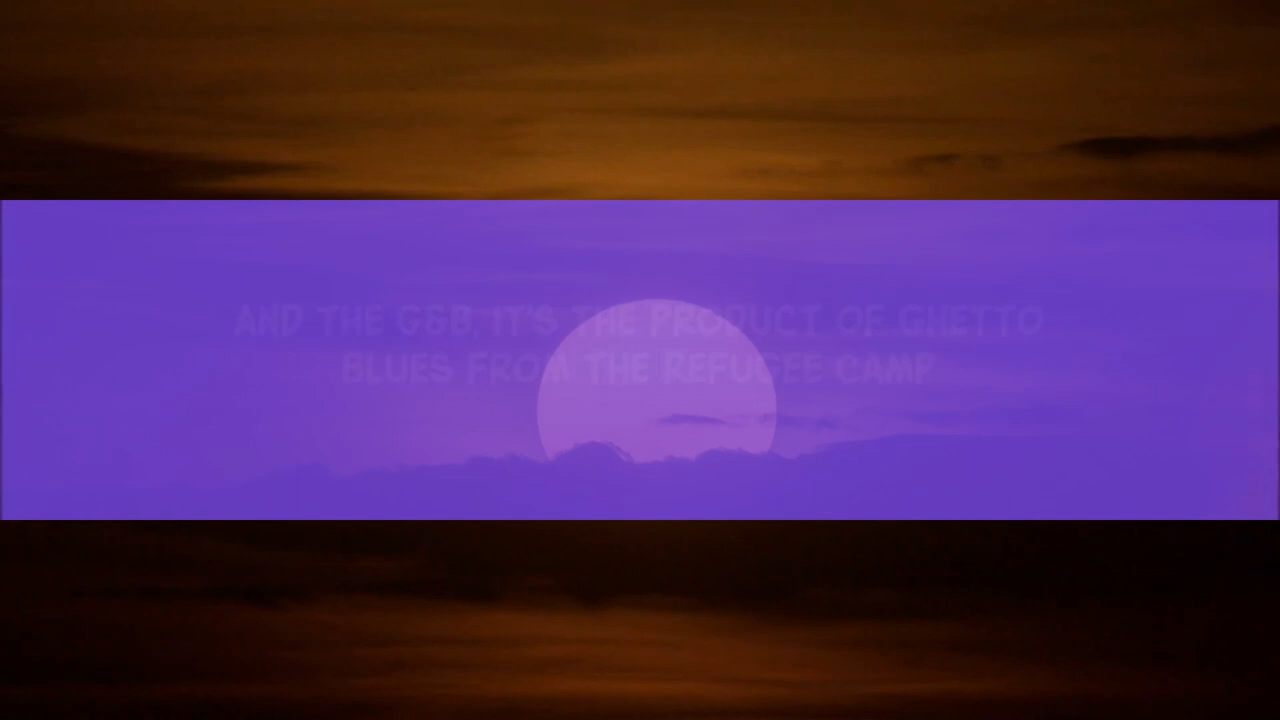 AND THE G&B, IT'S THE PRODUCT OF GHETTO
BLUES FROM THE REFUGEE CAMP